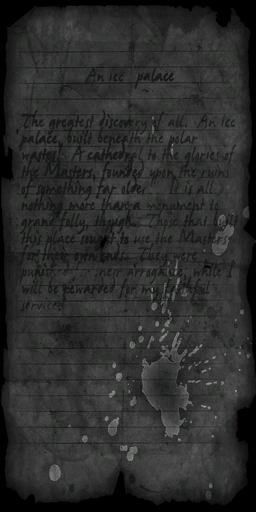 An ice palace
The greatest discovery of all. An ice
palace, built beneath the polar
wastes. A cathedral to the glories of
the Masters, founded upon the ruins
of something far older. It is all
nothing more than a monument to
grand folly, though. Those that built
this place sought to use the Masters
for their own ends. They were
punished their arrogance, while I
will be rewarded for my faithful
service.